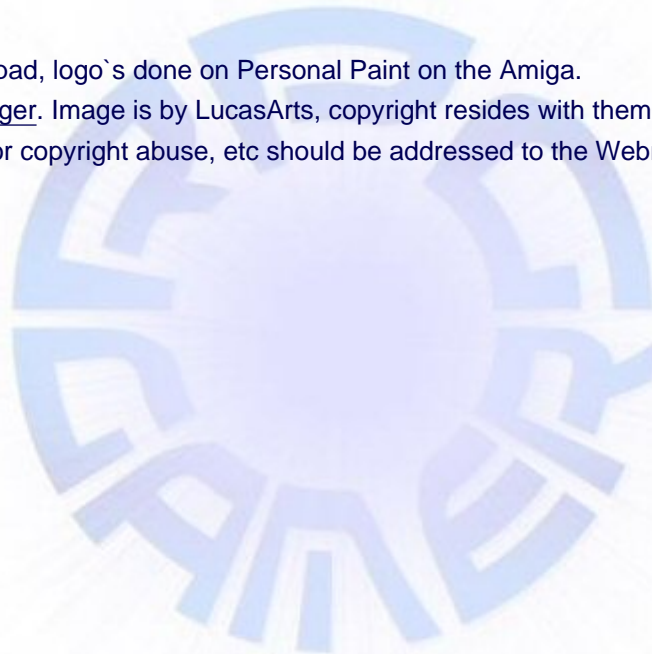 oad, logo`s done on Personal Paint on the Amiga.
ger. Image is by LucasArts, copyright resides with them
or copyright abuse, etc should be addressed to the Web